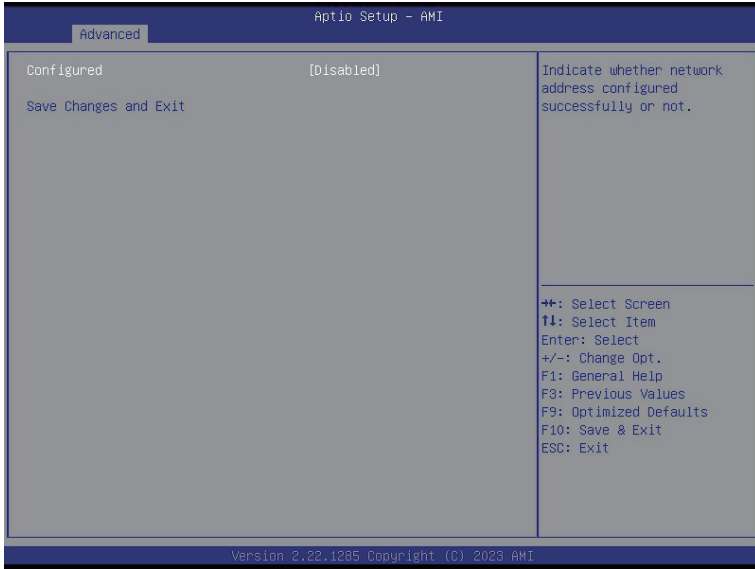 Aptio Setup – AMI
Advanced
Configured [Disabled]
Save Changes and Exit
Indicate whether network
address configured
successfully or not.
→←: Select Screen
↑↓: Select Item
Enter: Select
+/-: Change Opt.
F1: General Help
F3: Previous Values
F9: Optimized Defaults
F10: Save & Exit
ESC: Exit
Version 2.22.1285 Copyright (C) 2023 AMI